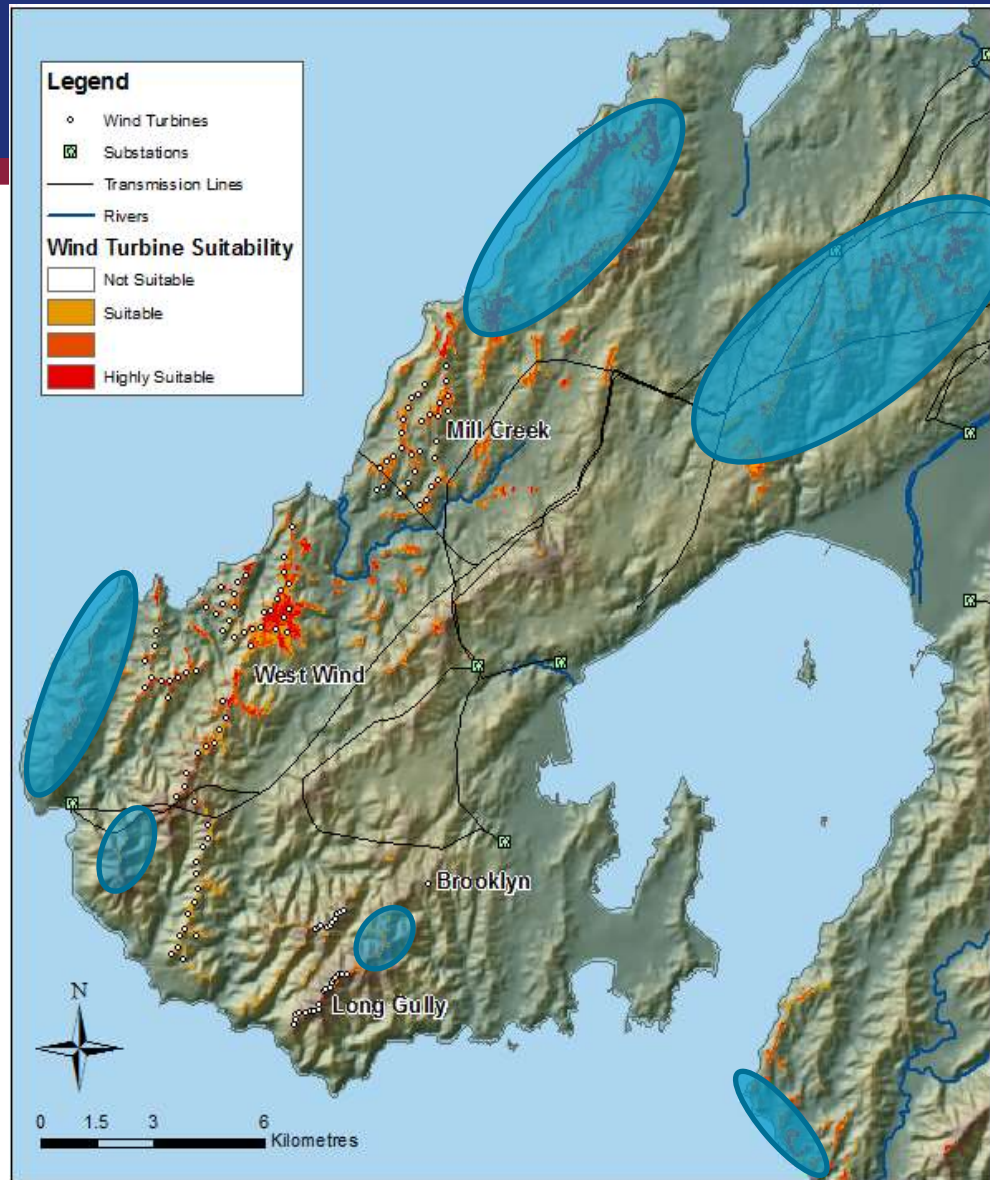 Legend
Wind Turbines
Substations
Transmission Lines
Rivers
Wind Turbine Suitability
Not Suitable
Suitable
Highly Suitable
Mill Creek
West Wind
Brooklyn
Long Gully
N
0 1.5 3 6
Kilometres